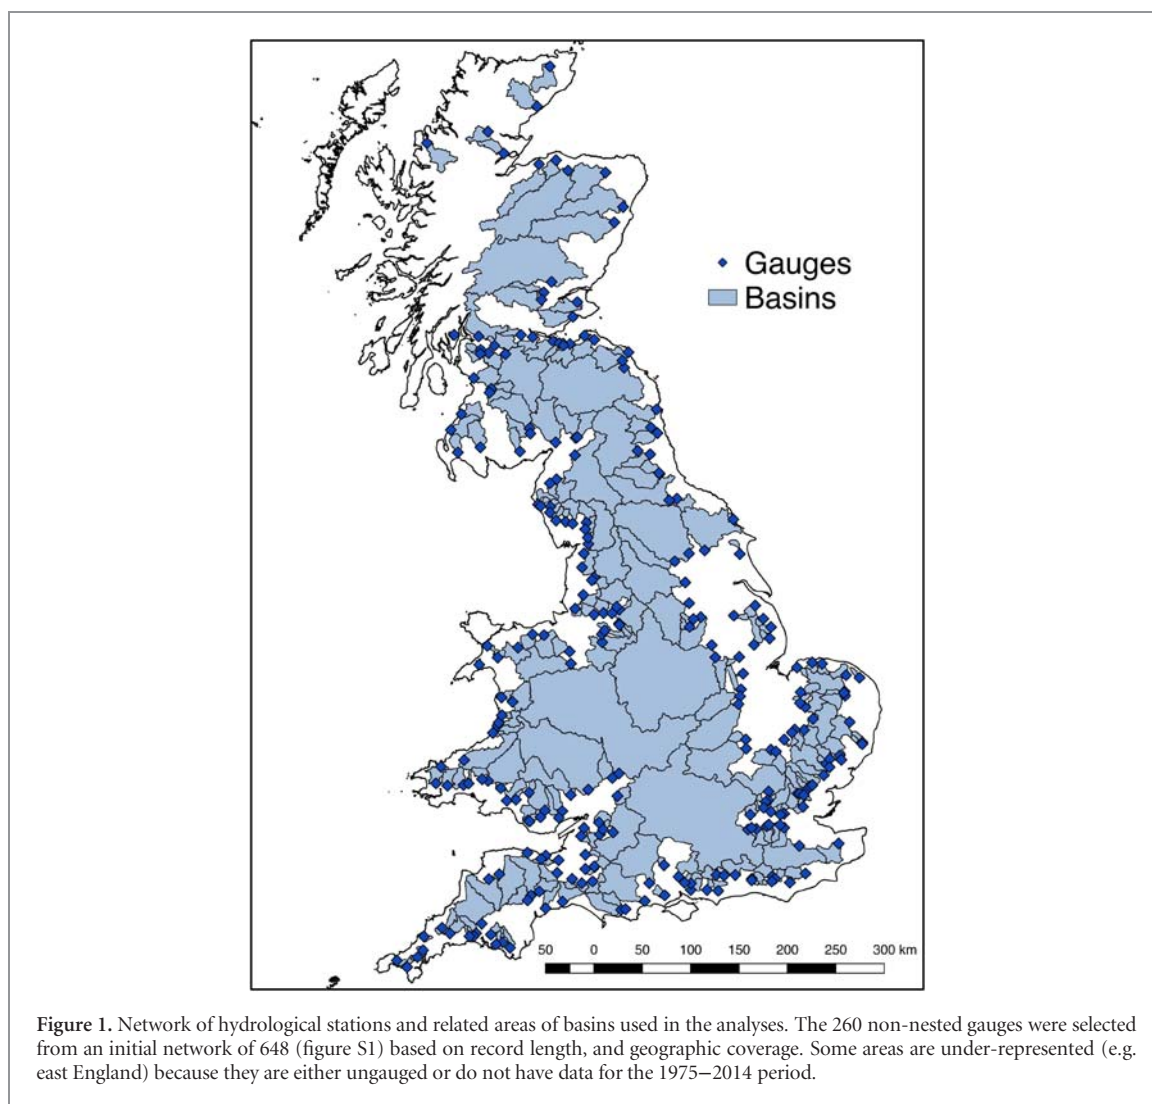 Gauges
Basins
50 0 50 100 150 200 250 300 km
Figure 1. Network of hydrological stations and related areas of basins used in the analyses. The 260 non-nested gauges were selected
from an initial network of 648 (figure S1) based on record length, and geographic coverage. Some areas are under-represented (e.g.
east England) because they are either ungauged or do not have data for the 1975–2014 period.